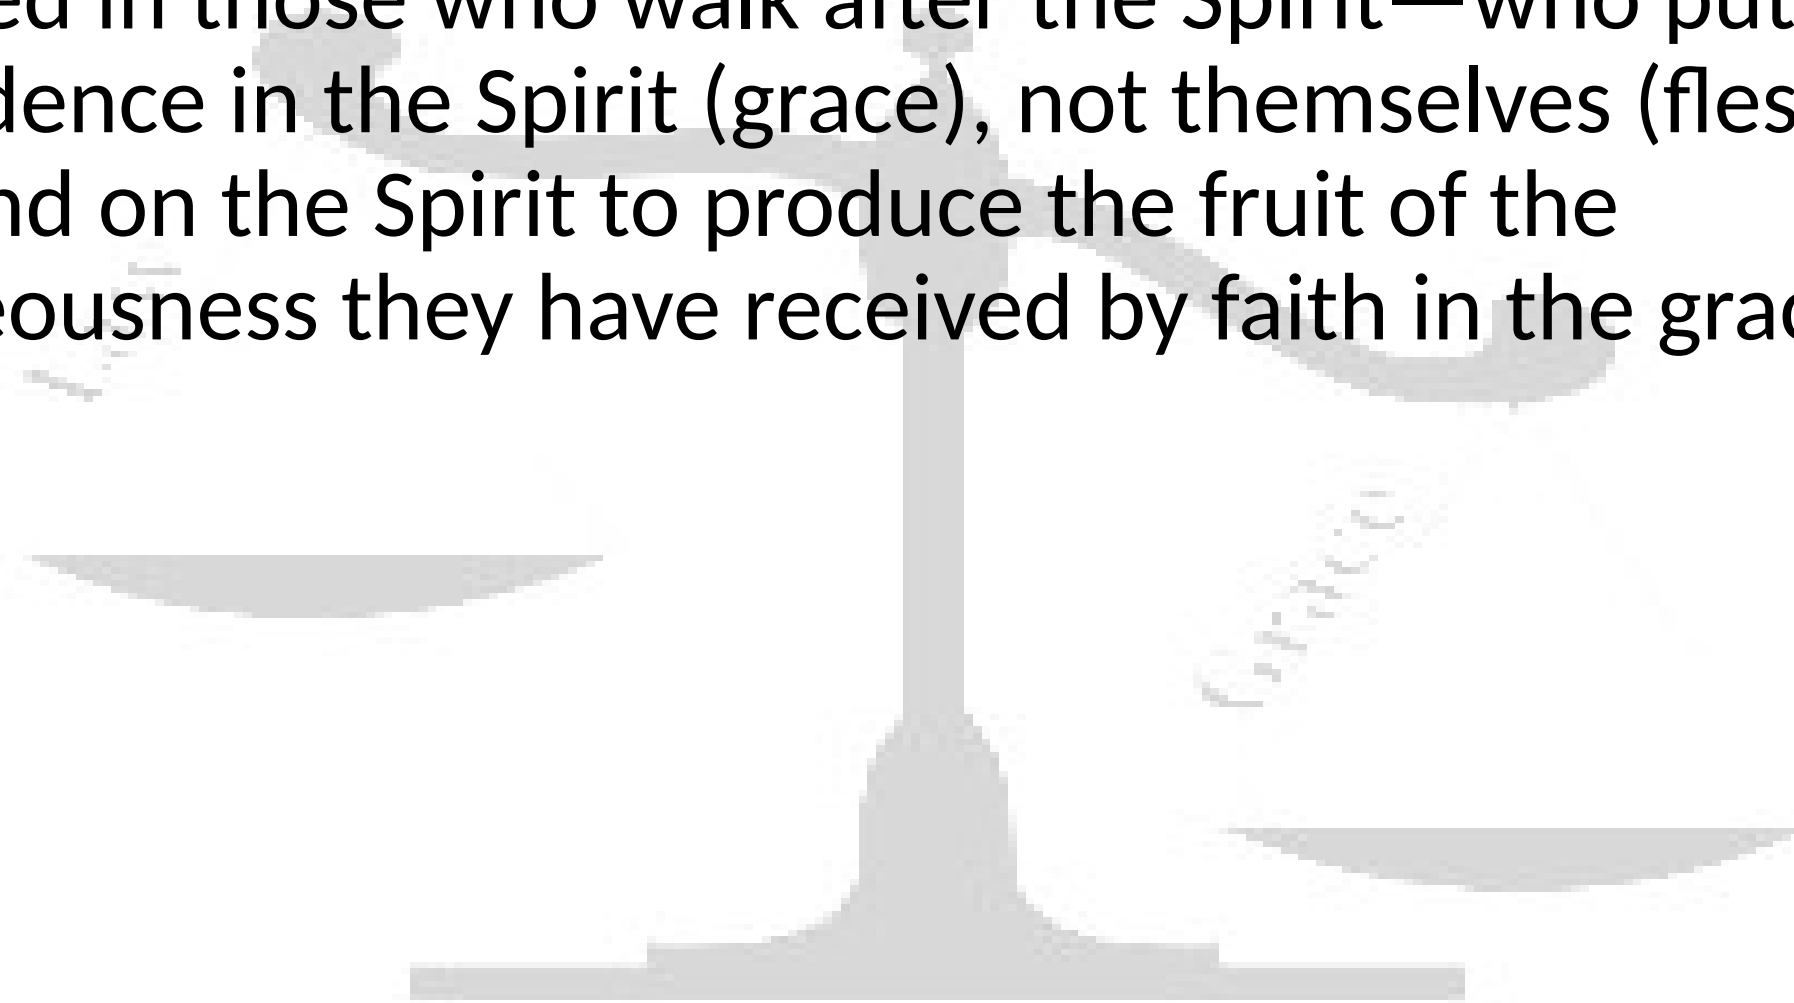 ed in those who walk after the Spirit—who put
dence in the Spirit (grace), not themselves (fles
nd on the Spirit to produce the fruit of the
eousness they have received by faith in the grac
Grace